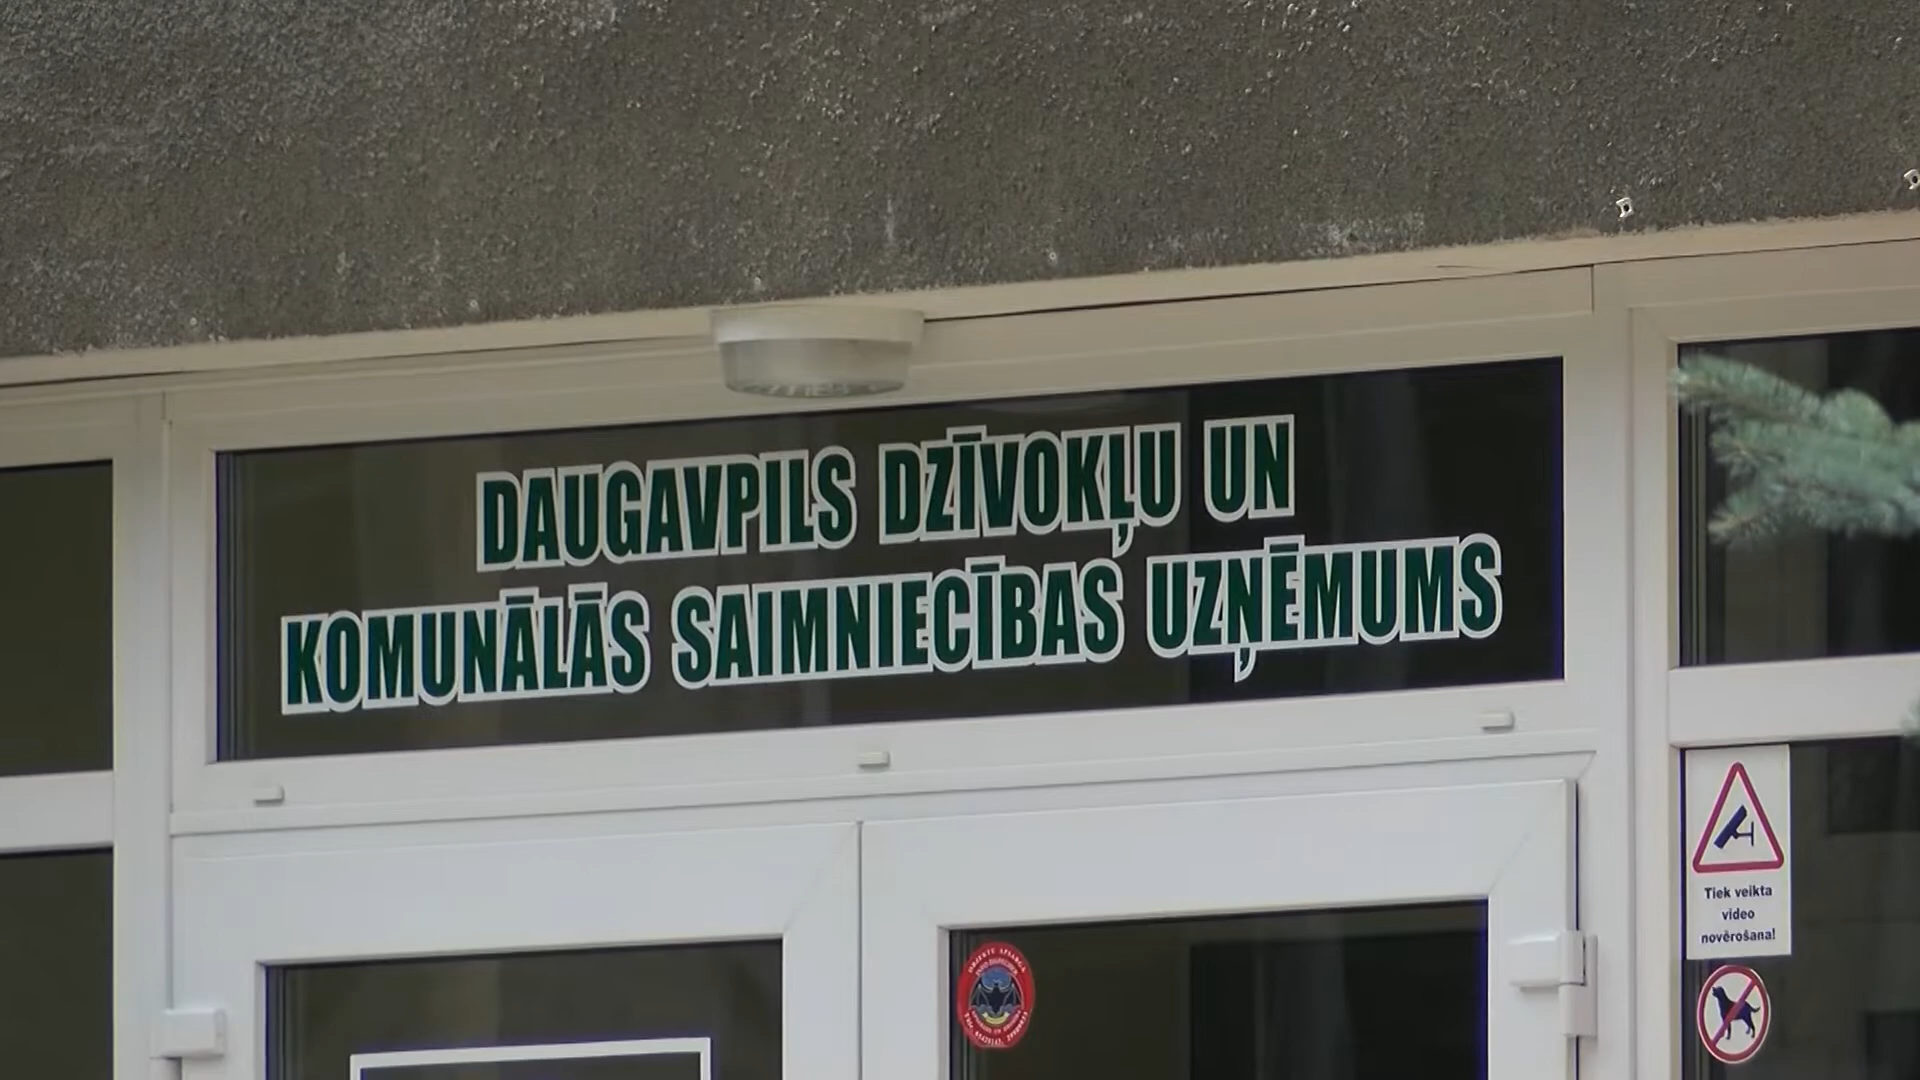 DAUGAVPILS DZĪVOKĻU UN
KOMUNĀLĀS SAIMNIECĪBAS UZŅĒMUMS
Tiek veikta
video
novērošana!